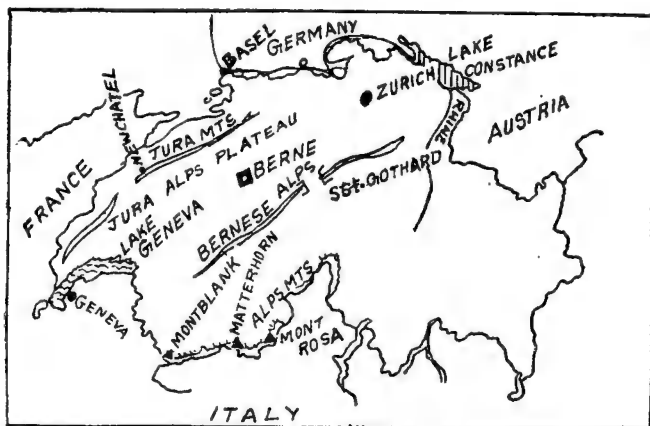 BASEL
GERMANY
LAKE
CONSTANCE
ZURICH
RHINE
AUSTRIA
NEWCHATEL
JURA MTS
FRANCE
JURA ALPS PLATEAU
BERNE
LAKE
GENEVA
BERNESE ALPS
St. GOTHARD
GENEVA
MONTBLANK
MATTERHORN
ALPS MTS
MONT
ROSA
ITALY